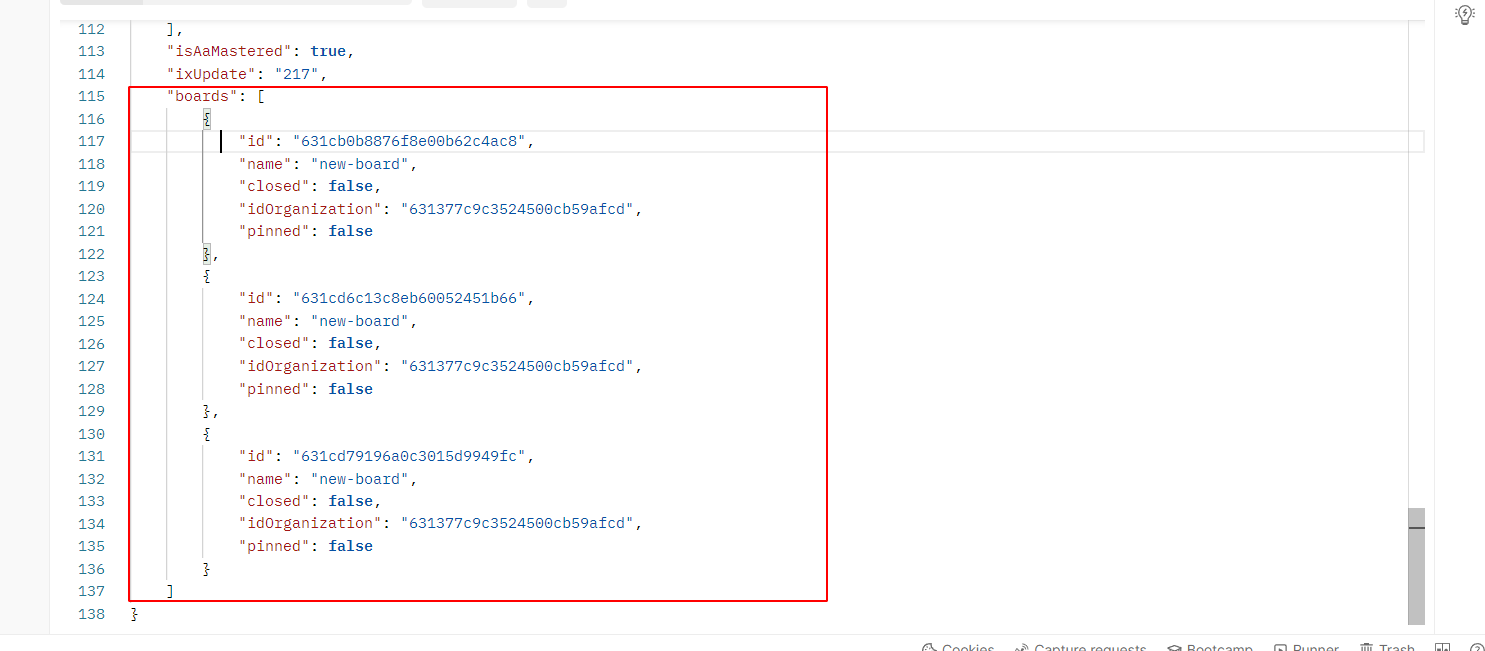 112 ],
113 "isAaMastered": true,
114 "ixUpdate": "217",
115 "boards": [
116 {
117 "id": "631cb0b8876f8e00b62c4ac8",
118 "name": "new-board",
119 "closed": false,
120 "idOrganization": "631377c9c3524500cb59afcd",
121 "pinned": false
122 },
123 {
124 "id": "631cd6c13c8eb60052451b66",
125 "name": "new-board",
126 "closed": false,
127 "idOrganization": "631377c9c3524500cb59afcd",
128 "pinned": false
129 },
130 {
131 "id": "631cd79196a0c3015d9949fc",
132 "name": "new-board",
133 "closed": false,
134 "idOrganization": "631377c9c3524500cb59afcd",
135 "pinned": false
136 }
137 ]
138 }
Cookies Capture requests Bootcamp Runner Trash